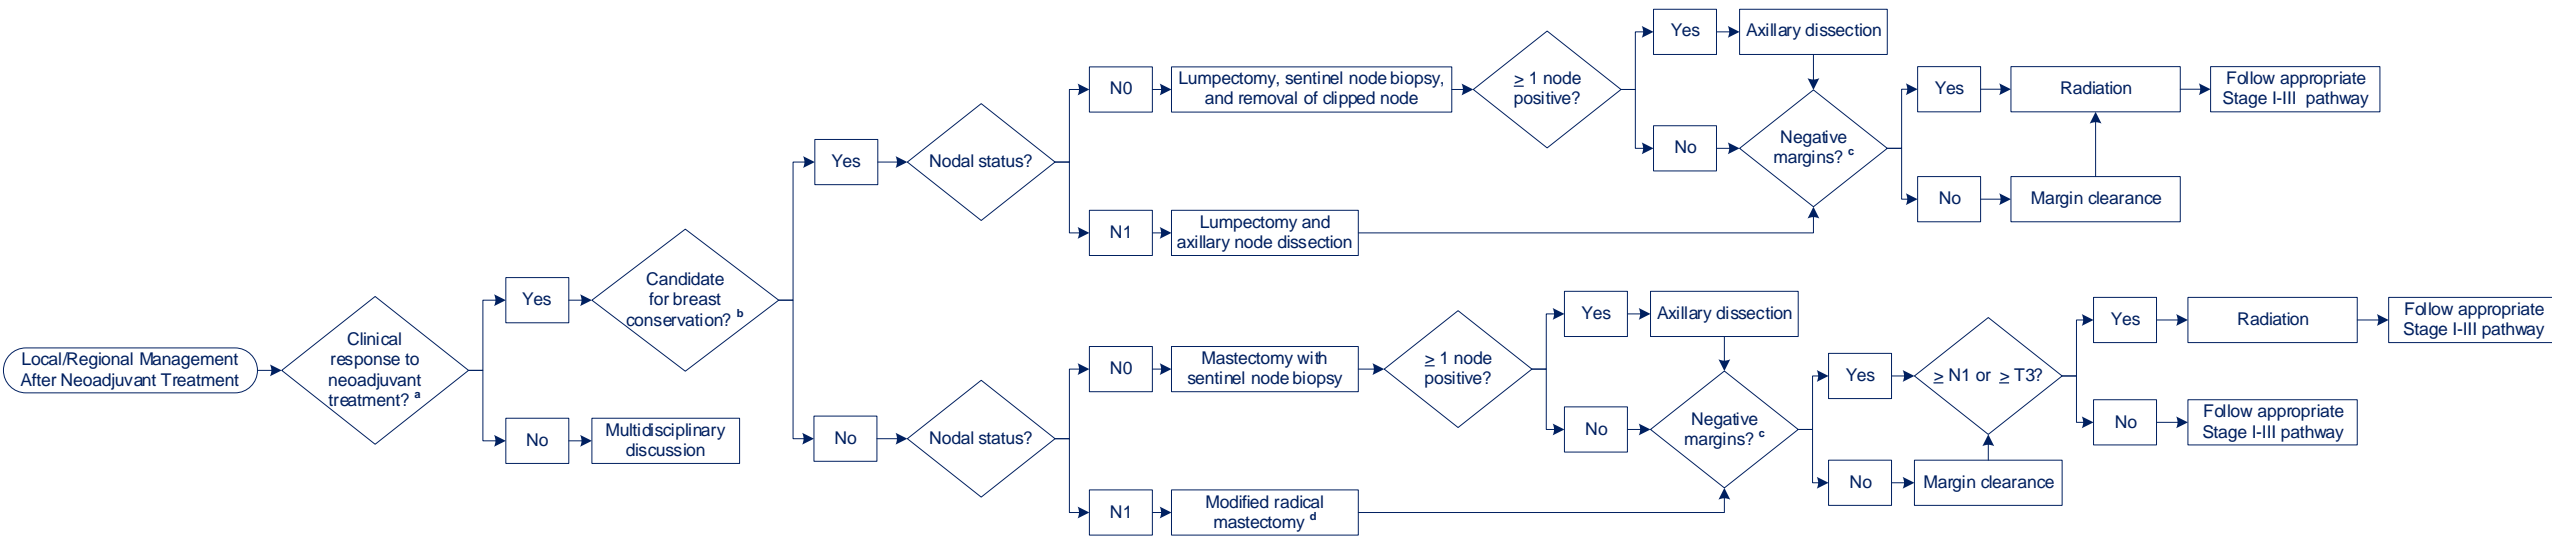 Local/Regional Management
After Neoadjuvant Treatment
Clinical
response to
neoadjuvant
treatment? a
Yes
No
Multidisciplinary
discussion
Candidate
for breast
conservation? b
Yes
Nodal status?
N0
Lumpectomy, sentinel node biopsy,
and removal of clipped node
≥ 1 node
positive?
Yes
Axillary dissection
No
N1
Lumpectomy and
axillary node dissection
Negative
margins? c
Yes
Radiation
Follow appropriate
Stage I-III pathway
No
Margin clearance
No
Nodal status?
N0
Mastectomy with
sentinel node biopsy
≥ 1 node
positive?
Yes
Axillary dissection
No
N1
Modified radical
mastectomy d
Negative
margins? c
Yes
No
Margin clearance
≥ N1 or ≥ T3?
Yes
Radiation
Follow appropriate
Stage I-III pathway
No
Follow appropriate
Stage I-III pathway